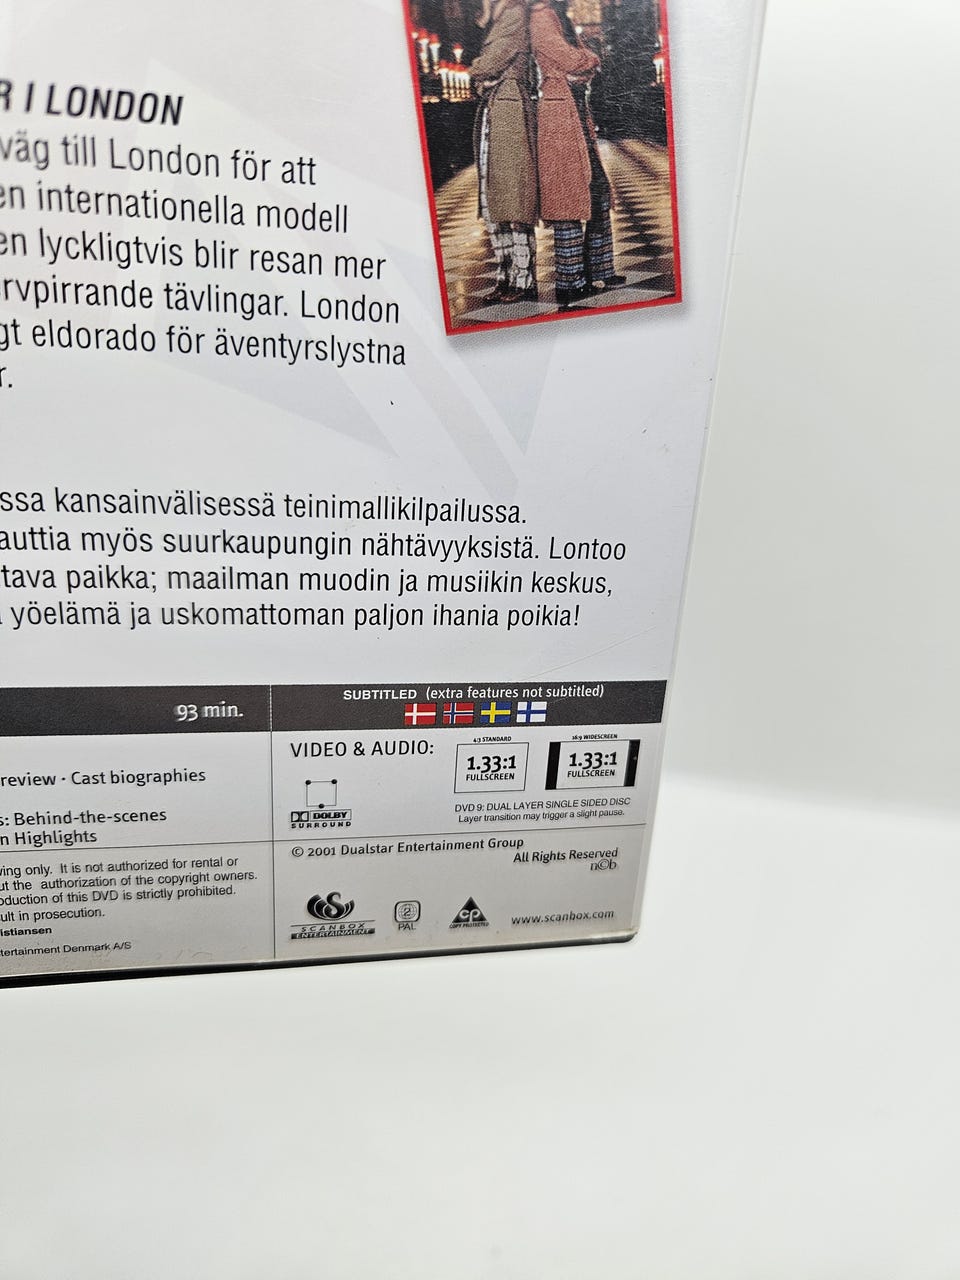 R I LONDON
väg till London för att
en internationella modell
en lyckligtvis blir resan mer
rvpirrande tävlingar. London
gt eldorado för äventyrslystna
r.
ssa kansainvälisessä teinimallikilpailussa.
auttia myös suurkaupungin nähtävyyksistä. Lontoo
tava paikka; maailman muodin ja musiikin keskus,
yöelämä ja uskomattoman paljon ihania poikia!
93 min.
SUBTITLED (extra features not subtitled)
review · Cast biographies
s: Behind-the-scenes
n Highlights
VIDEO & AUDIO:
DOLBY
SURROUND
4:3 STANDARD
1.33:1
FULLSCREEN
16:9 WIDESCREEN
1.33:1
FULLSCREEN
DVD 9: DUAL LAYER SINGLE SIDED DISC
Layer transition may trigger a slight pause.
ving only. It is not authorized for rental or
ut the authorization of the copyright owners.
oduction of this DVD is strictly prohibited.
ult in prosecution.
istiansen
tertainment Denmark A/S
© 2001 Dualstar Entertainment Group
All Rights Reserved
n©b
SCANBOX
ENTERTAINMENT
2
PAL
CP
COPY PROTECTED
www.scanbox.com